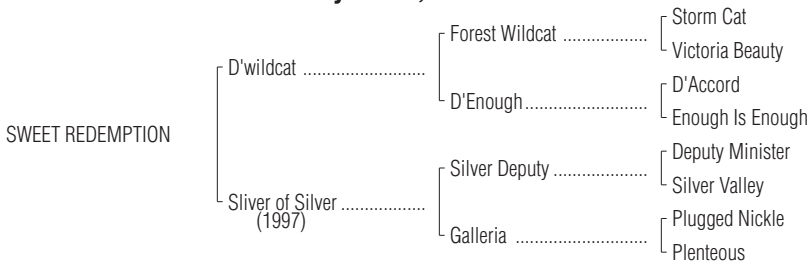 Storm Cat
Forest Wildcat ..................
Victoria Beauty
D'wildcat ..........................
D'Accord
D'Enough..........................
Enough Is Enough
SWEET REDEMPTION
Deputy Minister
Silver Deputy ....................
Silver Valley
Sliver of Silver ..................
(1997)
Plugged Nickle
Galleria ............................
Plenteous